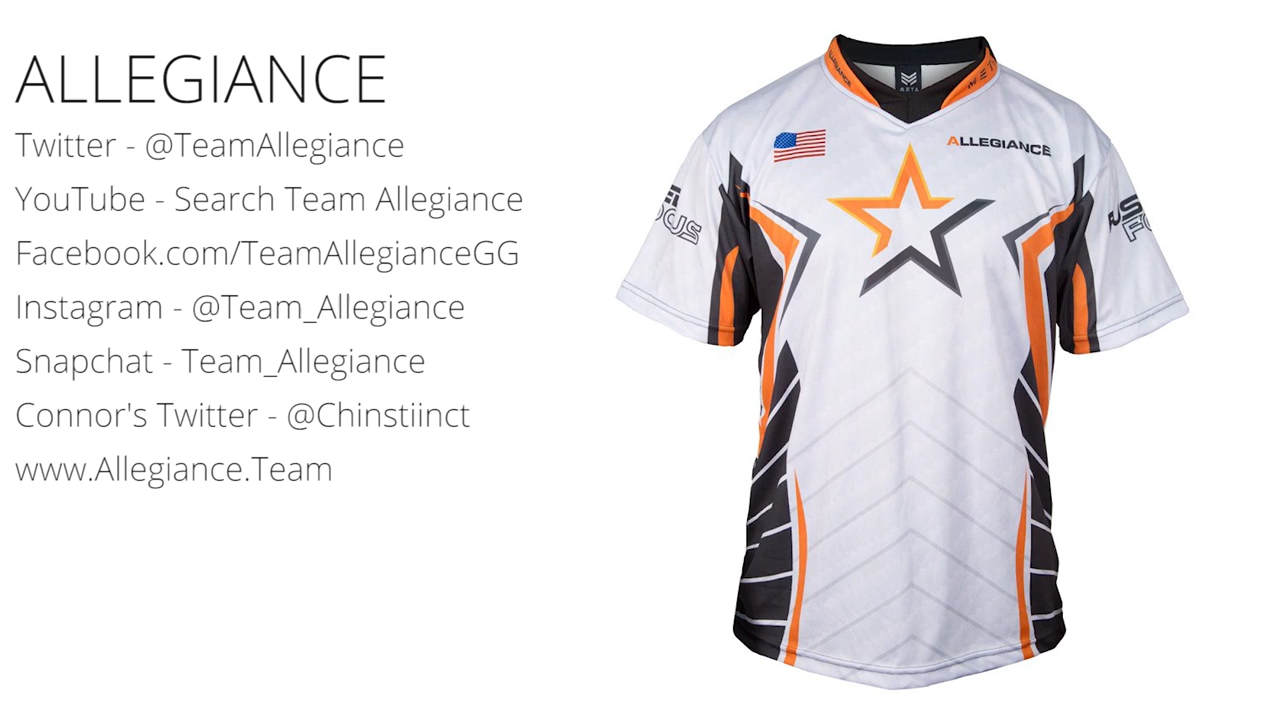 ALLEGIANCE
Twitter - @TeamAllegiance
YouTube - Search Team Allegiance
Facebook.com/TeamAllegianceGG
Instagram - @Team_Allegiance
Snapchat - Team_Allegiance
Connor's Twitter - @Chinstiinct
www.Allegiance.Team
ALLEGIANCE
ALLEGIANCE